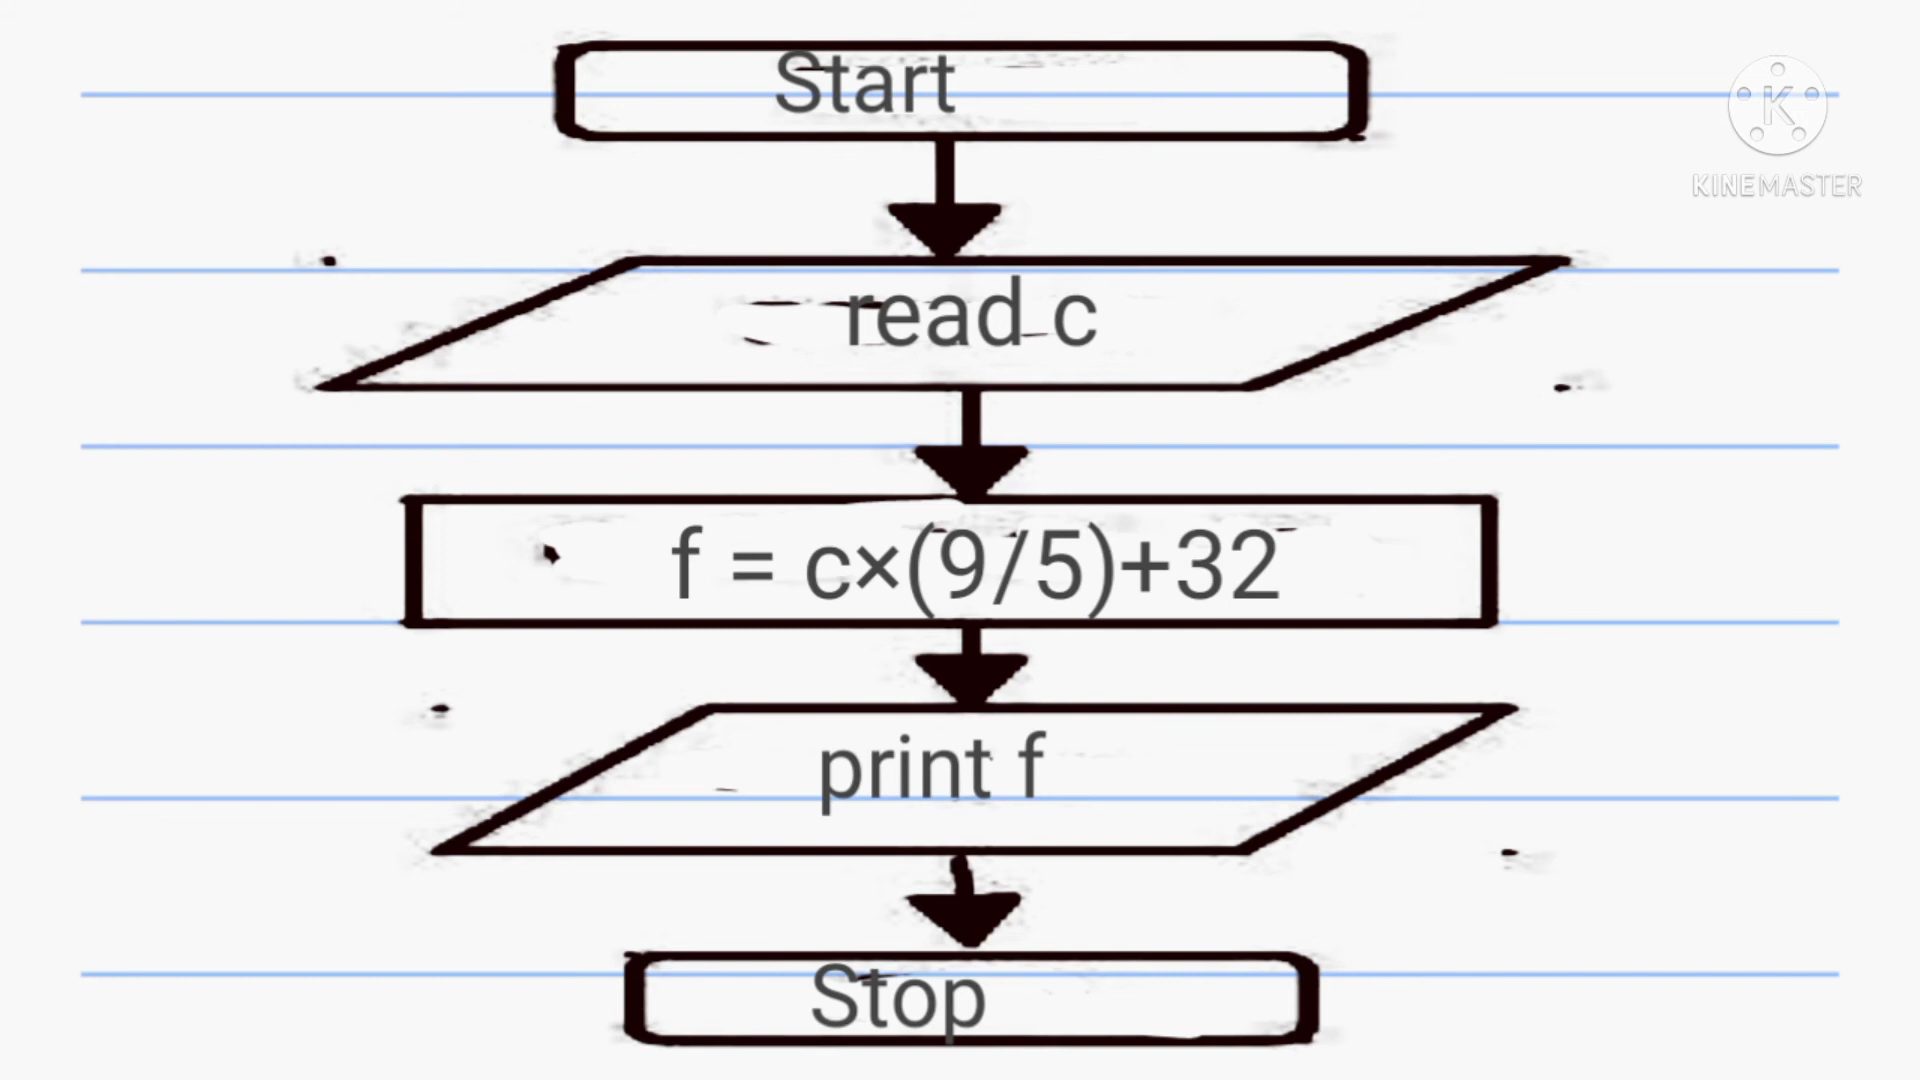 Start
K
KINEMASTER
read c
f = c×(9/5)+32
print f
Stop